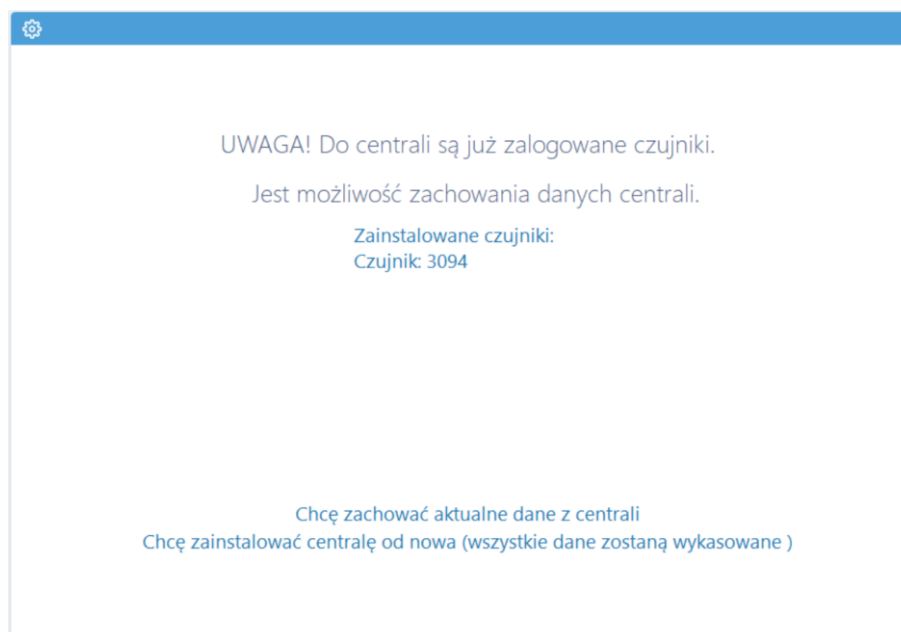 UWAGA! Do centrali są już zalogowane czujniki.
Jest możliwość zachowania danych centrali.
Zainstalowane czujniki:
Czujnik: 3094
Chcę zachować aktualne dane z centrali
Chcę zainstalować centralę od nowa (wszystkie dane zostaną wykasowane )